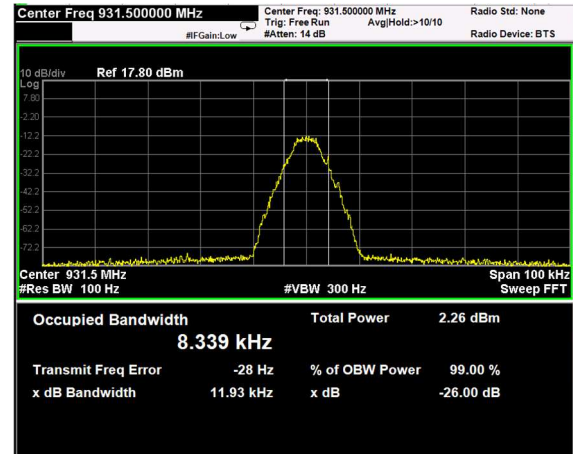 Center Freq 931.500000 MHz
Center Freq: 931.500000 MHz
Radio Std: None
Trig: Free Run Avg|Hold:>10/10
#IFGain:Low
#Atten: 14 dB
Radio Device: BTS
10 dB/div Ref 17.80 dBm
Log
7.80
-2.20
-12.2
-22.2
-32.2
-42.2
-52.2
-62.2
-72.2
Center 931.5 MHz
Span 100 kHz
#Res BW 100 Hz
#VBW 300 Hz
Sweep FFT
Occupied Bandwidth
Total Power 2.26 dBm
8.339 kHz
Transmit Freq Error -28 Hz
% of OBW Power 99.00 %
x dB Bandwidth 11.93 kHz
x dB -26.00 dB